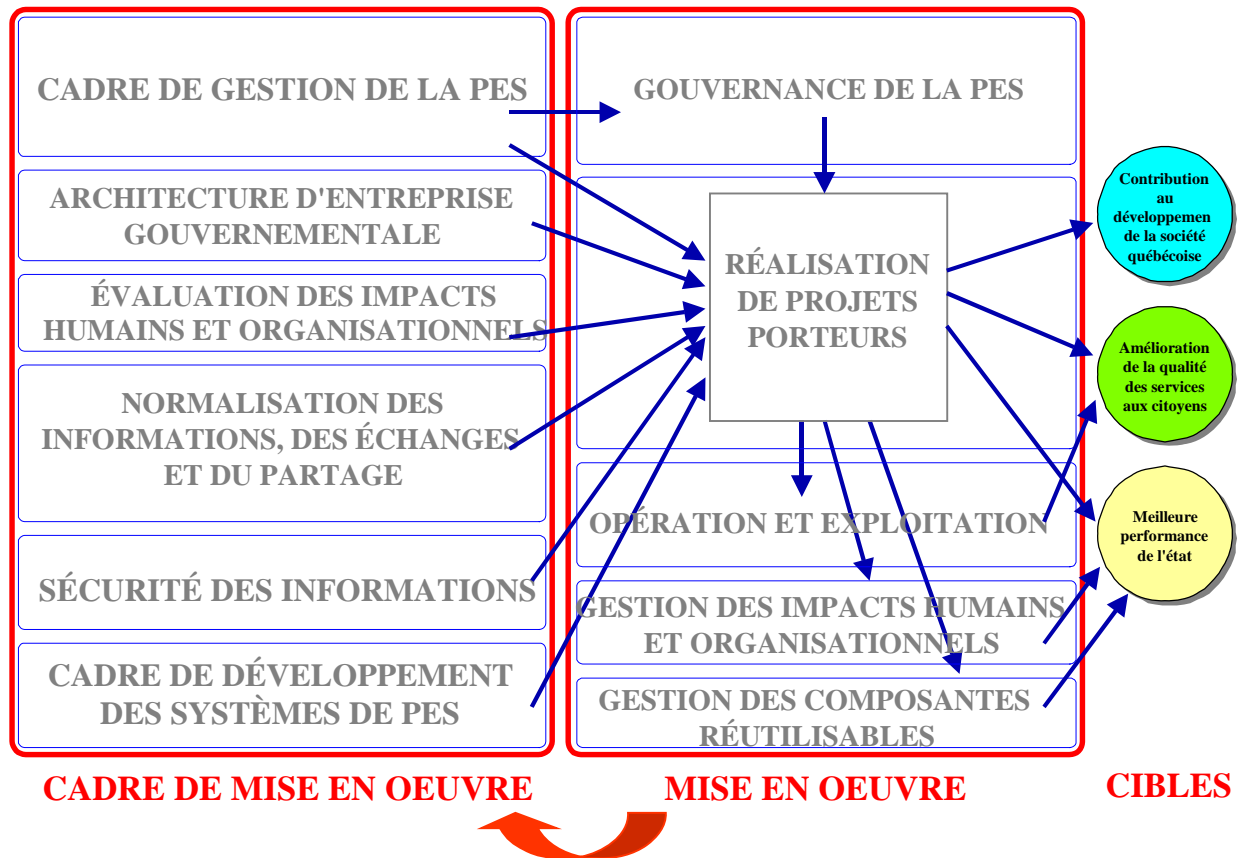 CADRE DE GESTION DE LA PES
ARCHITECTURE D'ENTREPRISE
GOUVERNEMENTALE
ÉVALUATION DES IMPACTS
HUMAINS ET ORGANISATIONNELS
NORMALISATION DES
INFORMATIONS, DES ÉCHANGES
ET DU PARTAGE
SÉCURITÉ DES INFORMATIONS
CADRE DE DÉVELOPPEMENT
DES SYSTÈMES DE PES
CADRE DE MISE EN OEUVRE
GOUVERNANCE DE LA PES
RÉALISATION
DE PROJETS
PORTEURS
OPÉRATION ET EXPLOITATION
GESTION DES IMPACTS HUMAINS
ET ORGANISATIONNELS
GESTION DES COMPOSANTES
RÉUTILISABLES
MISE EN OEUVRE
Contribution
au
développemen
de la société
québécoise
Amélioration
de la qualité
des services
aux citoyens
Meilleure
performance
de l'état
CIBLES